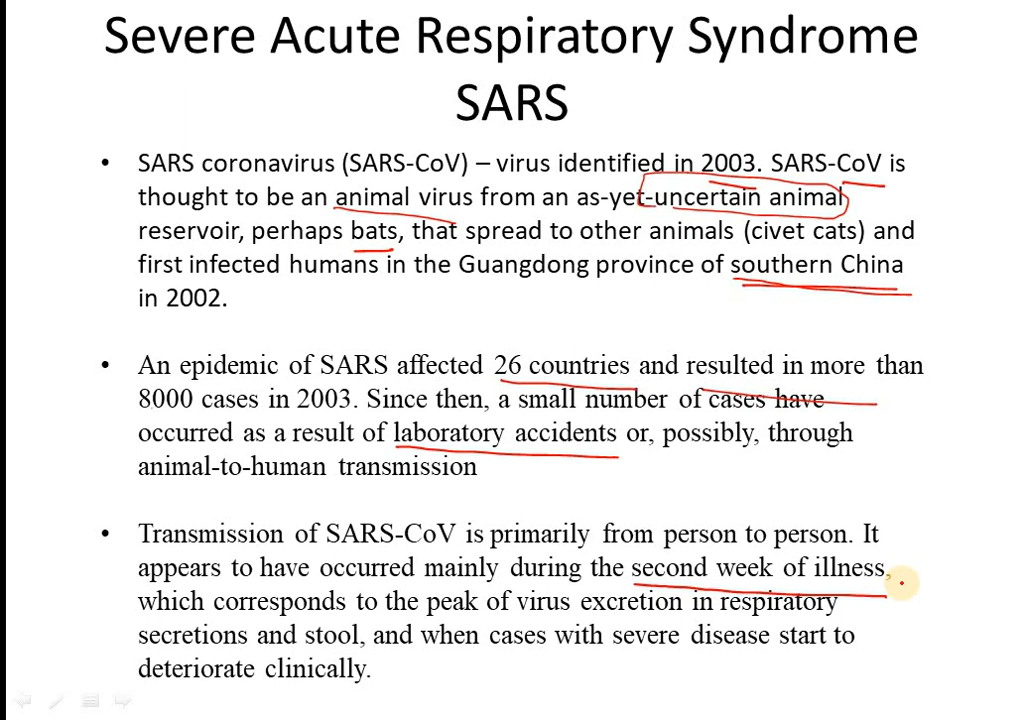 Severe Acute Respiratory Syndrome
SARS
• SARS coronavirus (SARS-CoV) – virus identified in 2003. SARS-CoV is
thought to be an animal virus from an as-yet-uncertain animal
reservoir, perhaps bats, that spread to other animals (civet cats) and
first infected humans in the Guangdong province of southern China
in 2002.
• An epidemic of SARS affected 26 countries and resulted in more than
8000 cases in 2003. Since then, a small number of cases have
occurred as a result of laboratory accidents or, possibly, through
animal-to-human transmission
• Transmission of SARS-CoV is primarily from person to person. It
appears to have occurred mainly during the second week of illness,
which corresponds to the peak of virus excretion in respiratory
secretions and stool, and when cases with severe disease start to
deteriorate clinically.